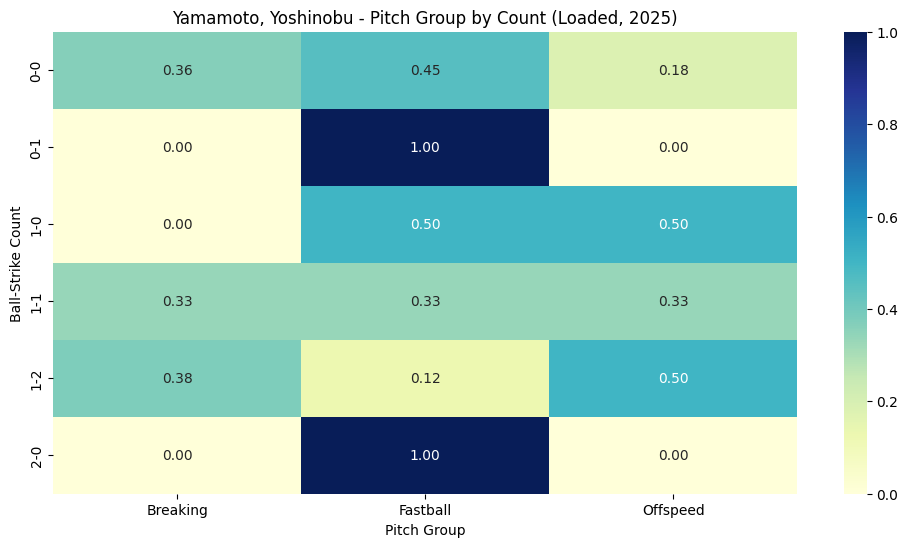 Yamamoto, Yoshinobu - Pitch Group by Count (Loaded, 2025)
Ball-Strike Count
0-0
0.36 0.45 0.18
0-1
0.00 1.00 0.00
1-0
0.00 0.50 0.50
1-1
0.33 0.33 0.33
1-2
0.38 0.12 0.50
2-0
0.00 1.00 0.00
Breaking Fastball Offspeed
Pitch Group
1.0
0.8
0.6
0.4
0.2
0.0